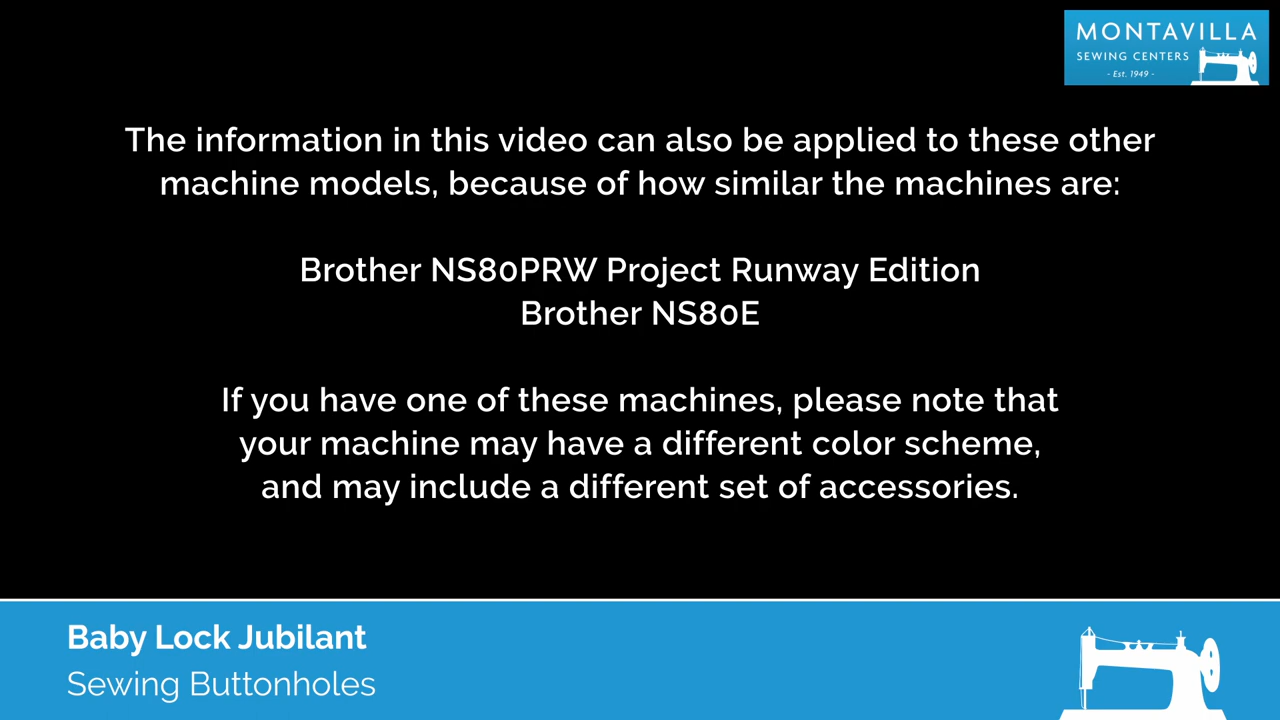 MONTAVILLA
SEWING CENTERS
- Est. 1949 -
The information in this video can also be applied to these other
machine models, because of how similar the machines are:
Brother NS80PRW Project Runway Edition
Brother NS80E
If you have one of these machines, please note that
your machine may have a different color scheme,
and may include a different set of accessories.
Baby Lock Jubilant
Sewing Buttonholes